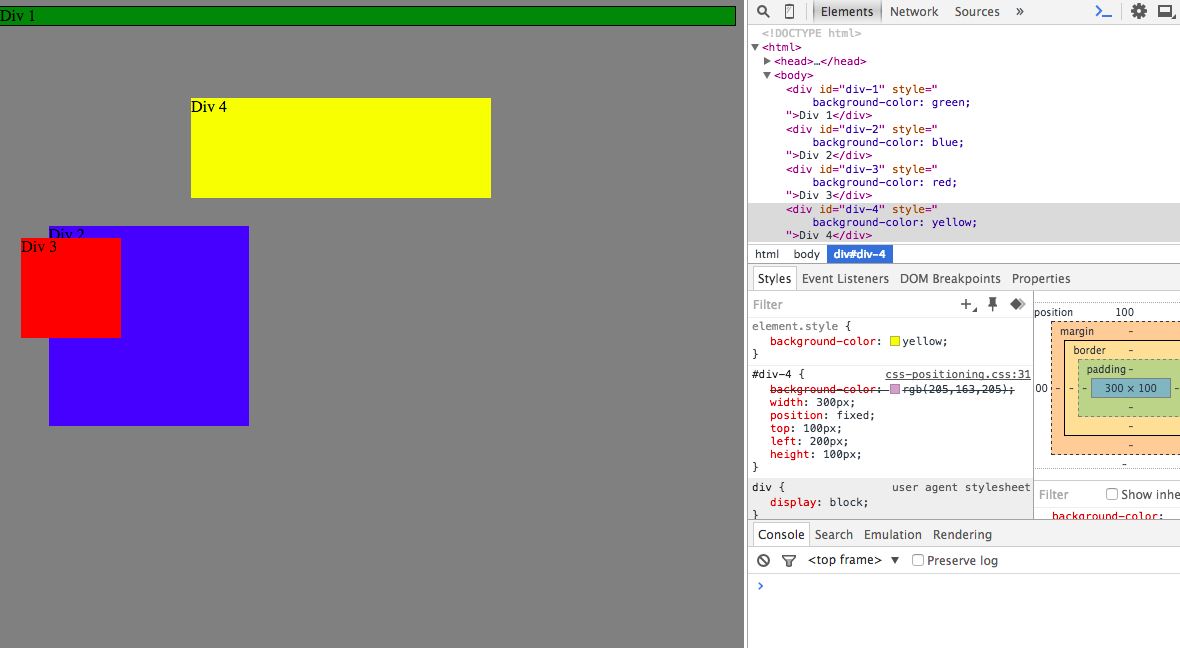 Div 1
Div 4
Div 2
Div 3
Elements Network Sources »
<!DOCTYPE html>
▼<html>
▶<head>…</head>
▼<body>
<div id="div-1" style="
background-color: green;
">Div 1</div>
<div id="div-2" style="
background-color: blue;
">Div 2</div>
<div id="div-3" style="
background-color: red;
">Div 3</div>
<div id="div-4" style="
background-color: yellow;
">Div 4</div>
html body div#div-4
Styles Event Listeners DOM Breakpoints Properties
Filter
element.style {
background-color: yellow;
}
#div-4 { css-positioning.css:31
background-color: rgb(205,163,205);
width: 300px;
position: fixed;
top: 100px;
left: 200px;
height: 100px;
}
div { user agent stylesheet
display: block;
}
position 100
margin -
border -
padding -
00 - - - 300 × 100 -
-
-
-
-
Filter Show inhe
background-color:
Console Search Emulation Rendering
<top frame> ▼ Preserve log
>